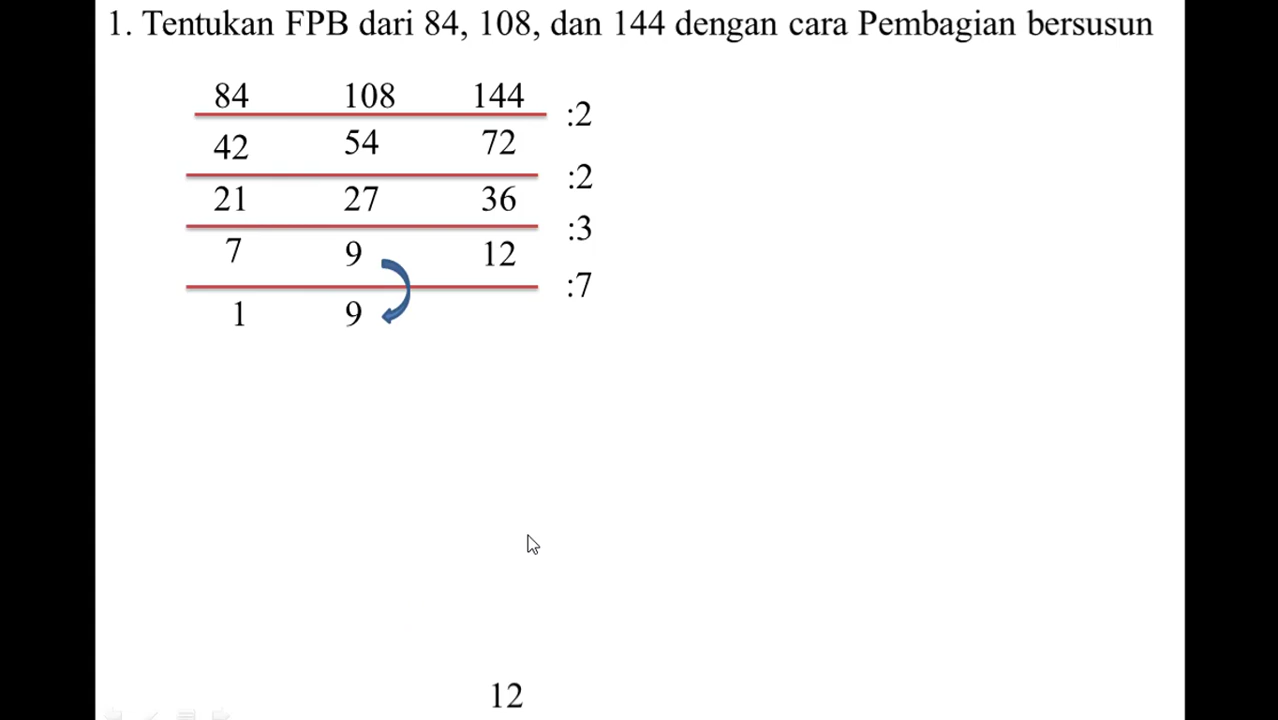 1. Tentukan FPB dari 84, 108, dan 144 dengan cara Pembagian bersusun
84 108 144 :2
42 54 72 :2
21 27 36 :3
7 9 12 :7
1 9
12